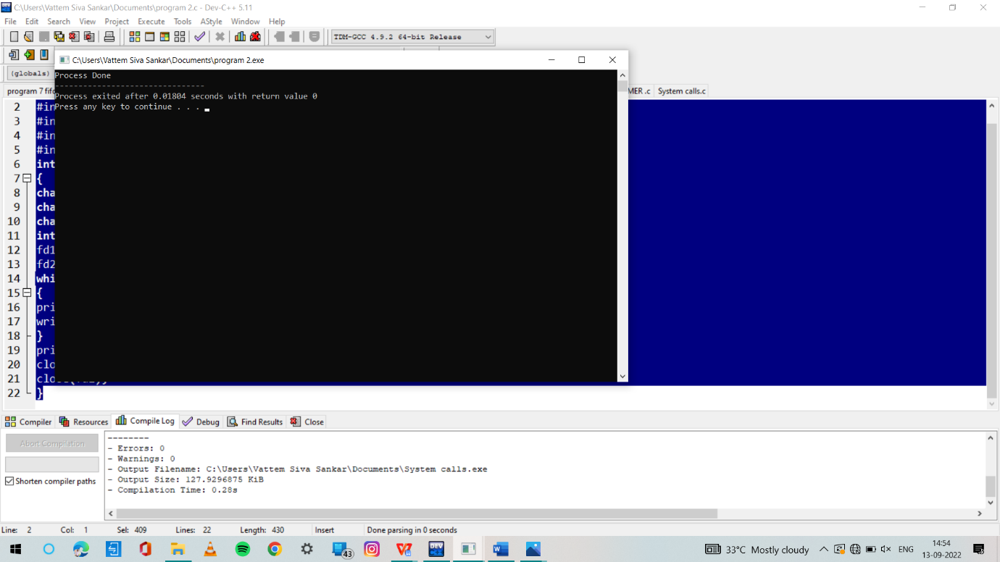 C:\Users\Vattem Siva Sankar\Documents\program 2.c - Dev-C++ 5.11
File Edit Search View Project Execute Tools AStyle Window Help
TDM-GCC 4.9.2 64-bit Release
C:\Users\Vattem Siva Sankar\Documents\program 2.exe
(globals)
program 7 fifo
MER .c System calls.c
Process Done
--------------------------------
Process exited after 0.01804 seconds with return value 0
Press any key to continue . . .
2 #in
3 #in
4 #in
5 #in
6 int
7 {
8 cha
9 cha
10 cha
11 int
12 fd1
13 fd2
14 whi
15 {
16 pri
17 wri
18 }
19 pri
20 clo
21 clo
22 }
Compiler Resources Compile Log Debug Find Results Close
Abort Compilation
Shorten compiler paths
--------
- Errors: 0
- Warnings: 0
- Output Filename: C:\Users\Vattem Siva Sankar\Documents\System calls.exe
- Output Size: 127.9296875 KiB
- Compilation Time: 0.28s
Line: 2 Col: 1 Sel: 409 Lines: 22 Length: 430 Insert Done parsing in 0 seconds
43
DEV
33°C Mostly cloudy
ENG
14:54
13-09-2022